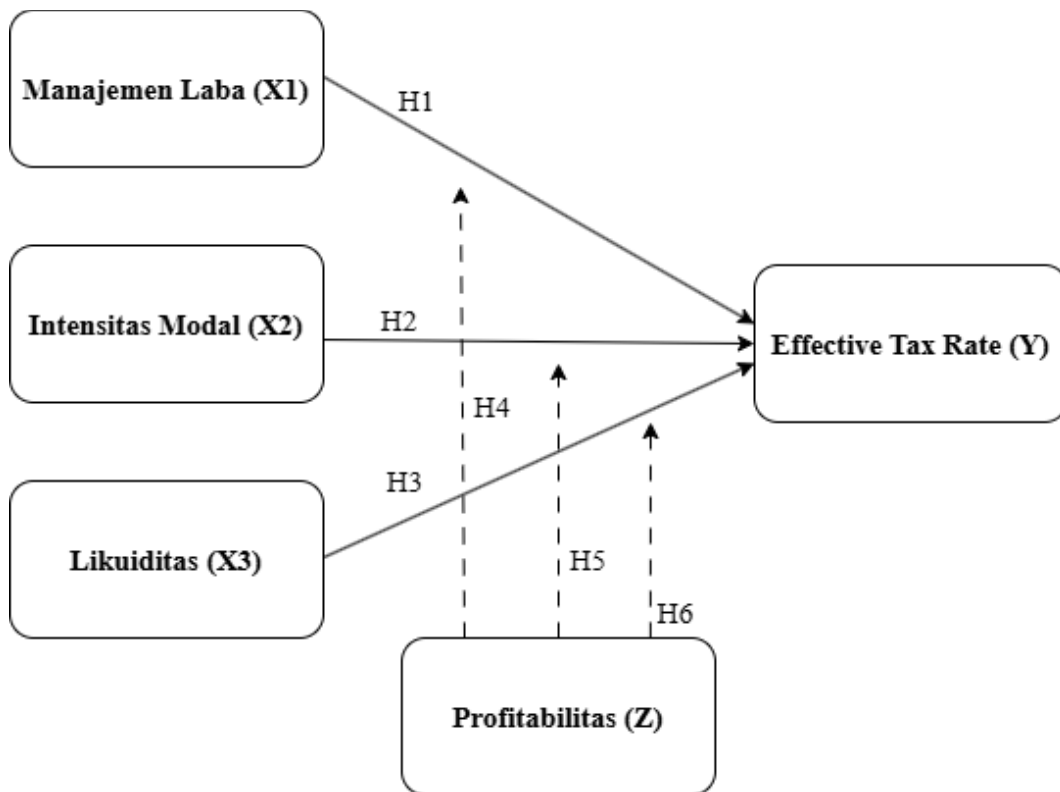 Manajemen Laba (X1)
H1
Intensitas Modal (X2)
H2
Effective Tax Rate (Y)
H4
H3
Likuiditas (X3)
H5
H6
Profitabilitas (Z)